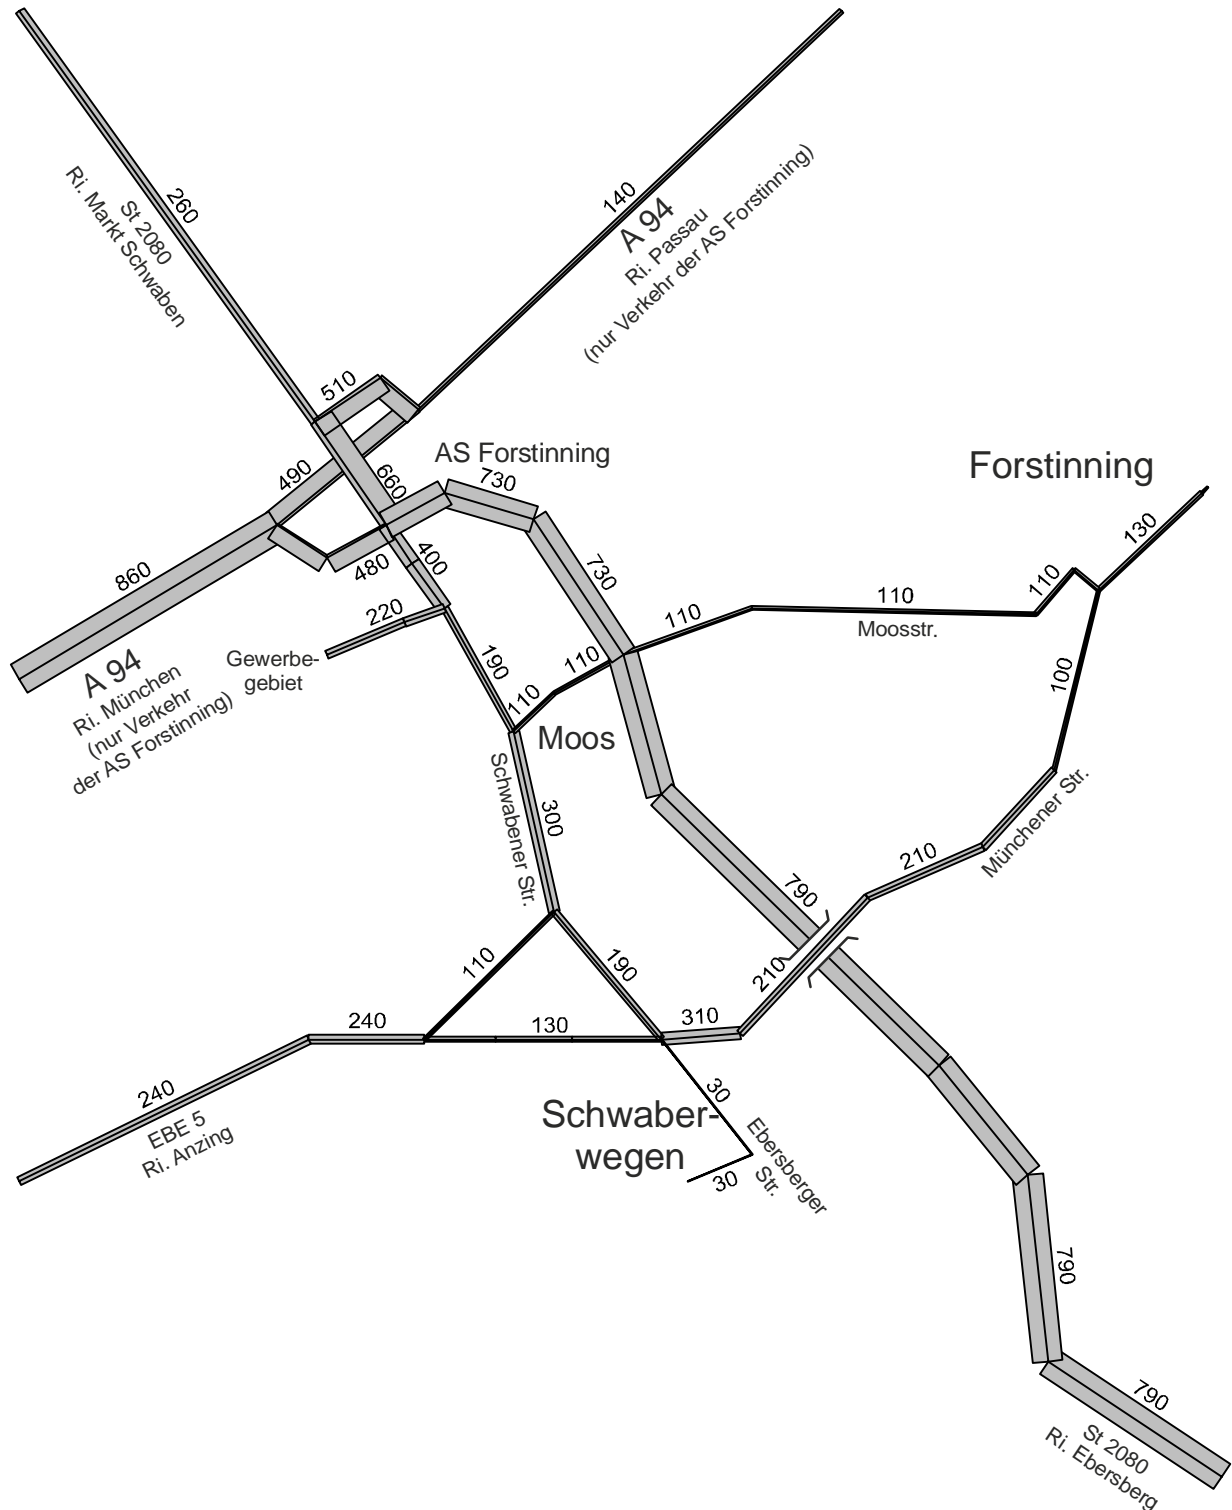 260
St 2080
Ri. Markt Schwaben
140
A 94
Ri. Passau
(nur Verkehr der AS Forstinning)
510
AS Forstinning
730
Forstinning
490
660
130
860
480
400
730
110
110
110
Moosstr.
220
Gewerbe-
gebiet
190
110
110
100
A 94
Ri. München
(nur Verkehr
der AS Forstinning)
Moos
Schwabener Str.
300
210
Münchener Str.
790
110
190
210
240
130
310
240
EBE 5
Ri. Anzing
30
Schwaber-
wegen
Ebersberger
Str.
30
790
790
St 2080
Ri. Ebersberg